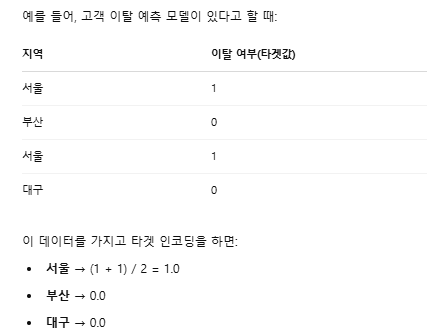 예를 들어, 고객 이탈 예측 모델이 있다고 할 때:
지역 이탈 여부(타겟값)
서울 1
부산 0
서울 1
대구 0
이 데이터를 가지고 타겟 인코딩을 하면:
• 서울 → (1 + 1) / 2 = 1.0
• 부산 → 0.0
• 대구 → 0.0